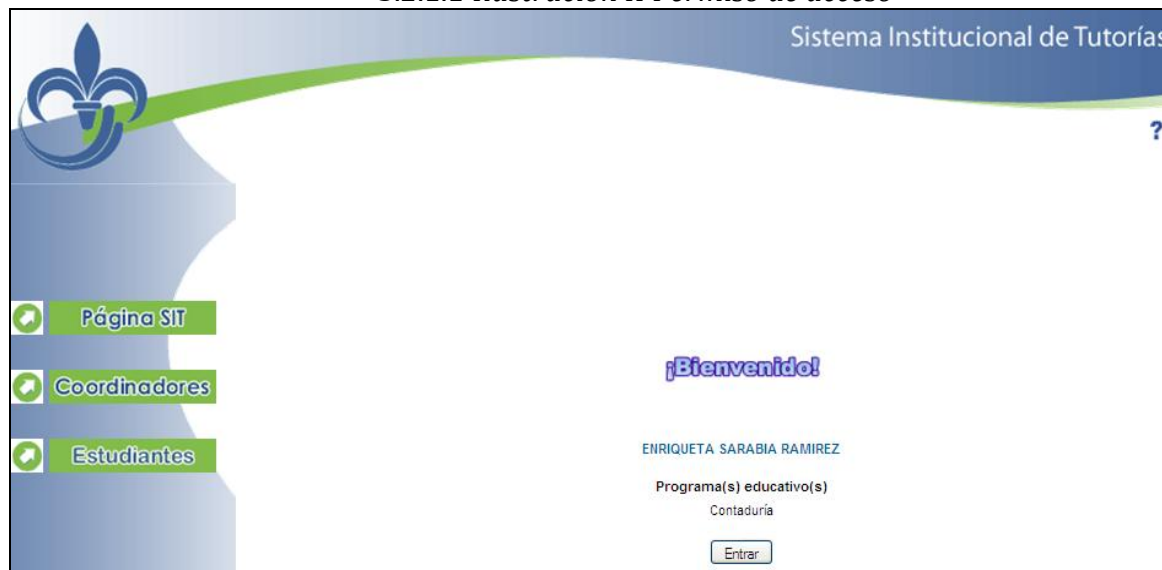 Sistema Institucional de Tutorías
?
Página SIT
Coordinadores
Estudiantes
¡Bienvenido!
ENRIQUETA SARABIA RAMIREZ
Programa(s) educativo(s)
Contaduría
Entrar